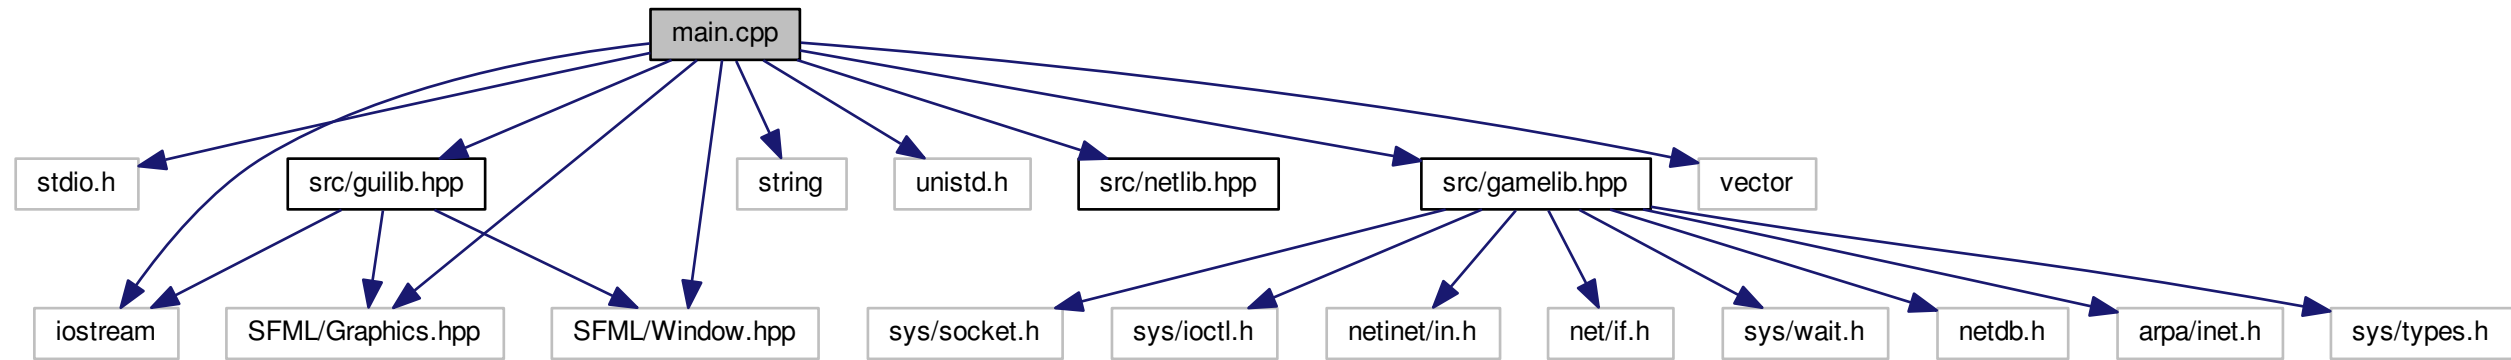 main.cpp
stdio.h
src/guilib.hpp
string
unistd.h
src/netlib.hpp
src/gamelib.hpp
vector
iostream
SFML/Graphics.hpp
SFML/Window.hpp
sys/socket.h
sys/ioctl.h
netinet/in.h
net/if.h
sys/wait.h
netdb.h
arpa/inet.h
sys/types.h